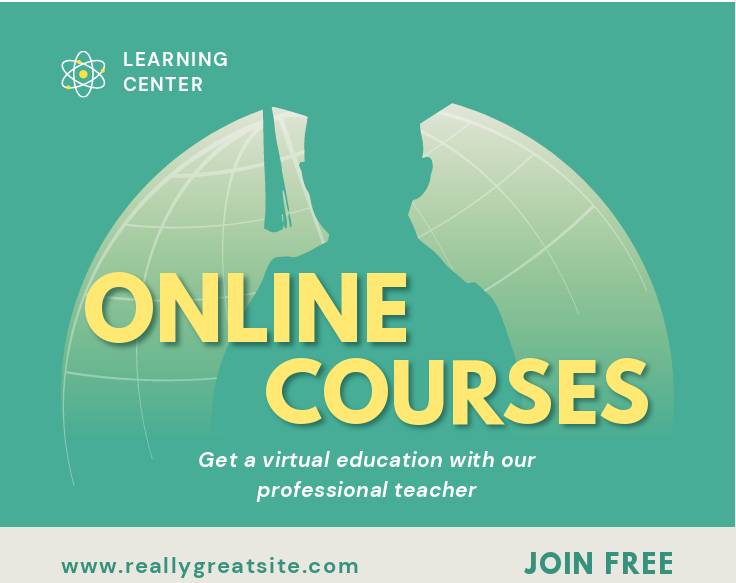 LEARNING
CENTER
ONLINE
COURSES
Get a virtual education with our
professional teacher
www.reallygreatsite.com
JOIN FREE